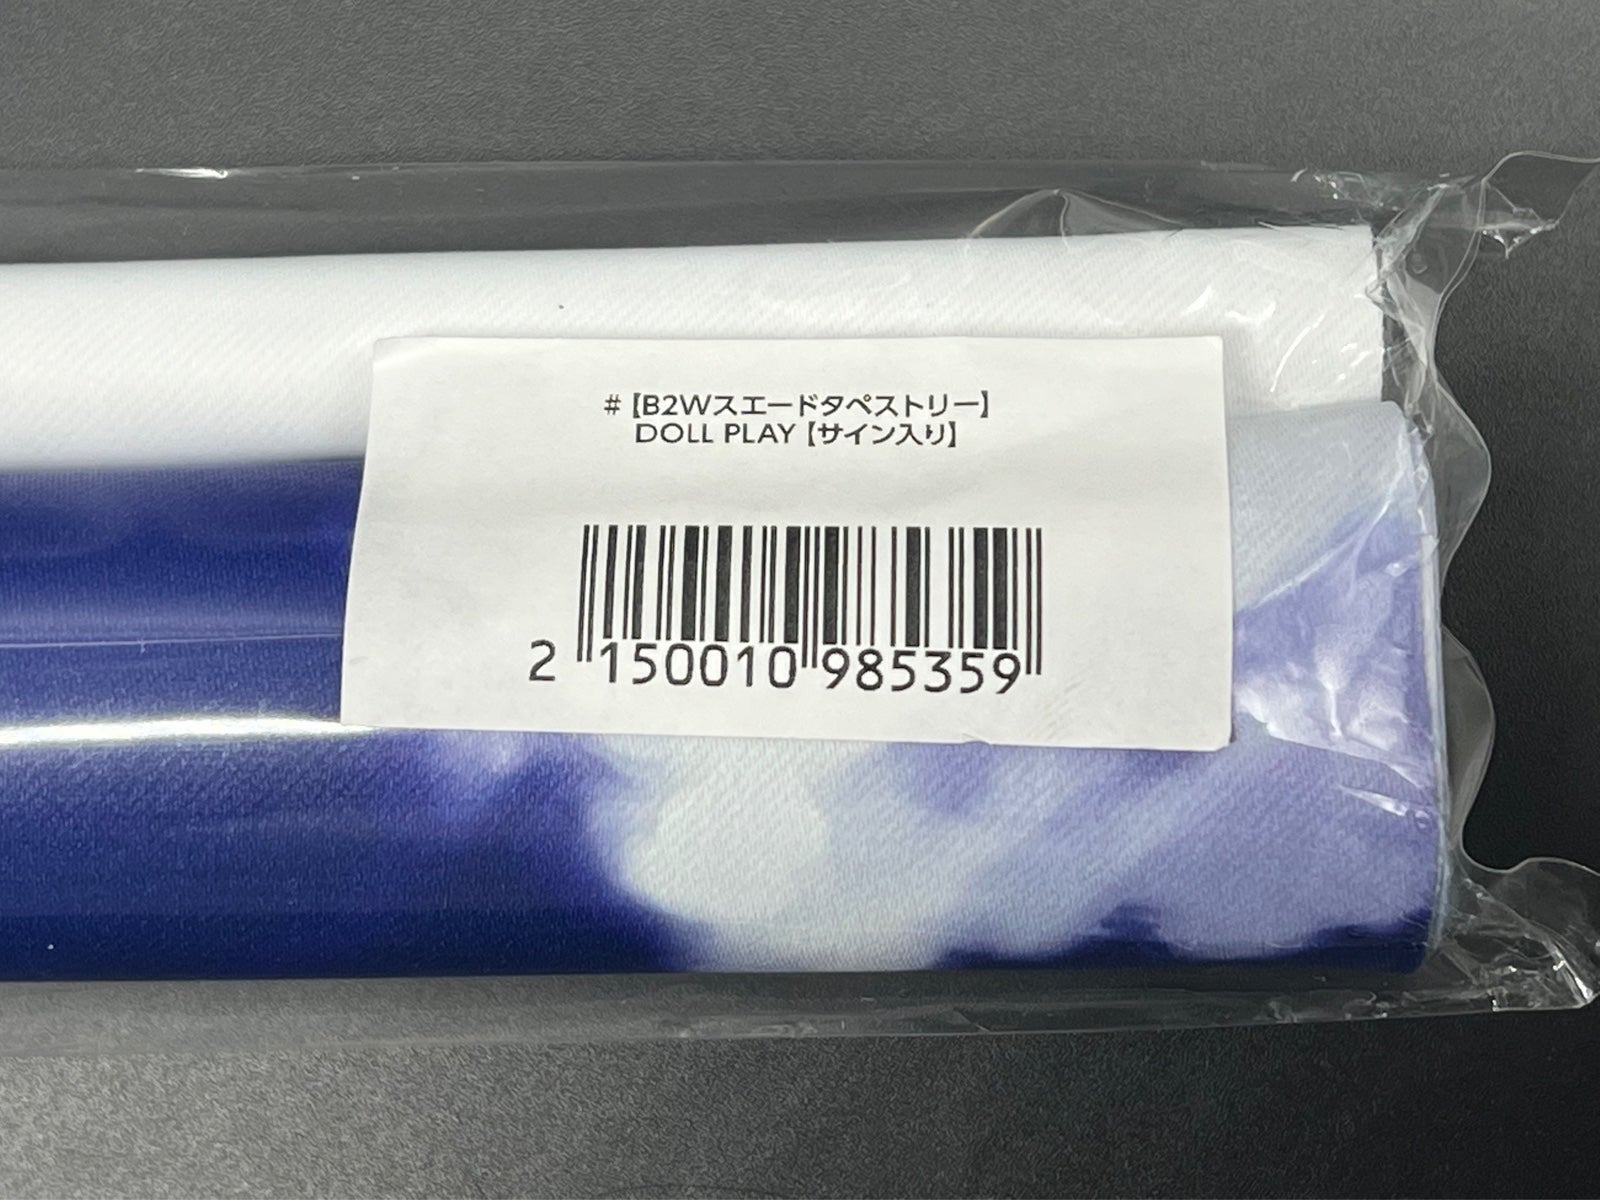 #【B2Wスエードタペストリー】
DOLL PLAY【サイン入り】
2 150010 985359